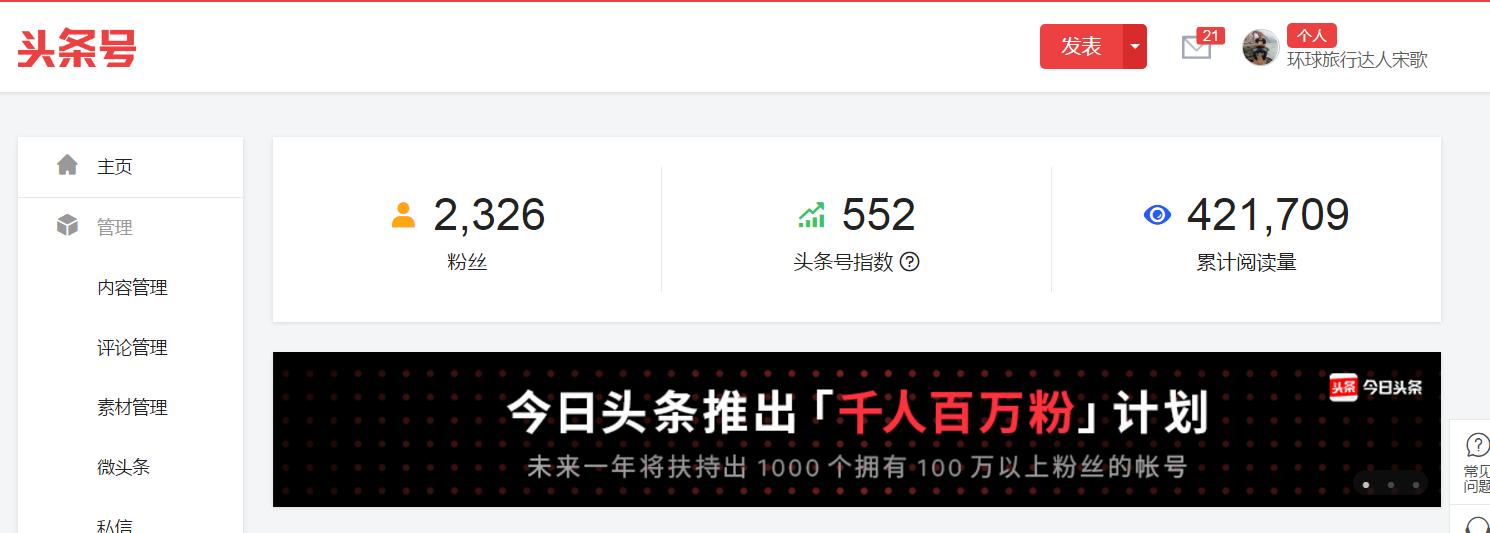 头条号
发表
21
个人
环球旅行达人宋歌
主页
管理
内容管理
评论管理
素材管理
微头条
私信
2,326
粉丝
552
头条号指数 ?
421,709
累计阅读量
头条 今日头条
今日头条推出「千人百万粉」计划
未来一年将扶持出 1000 个拥有 100 万以上粉丝的帐号
常见
问题